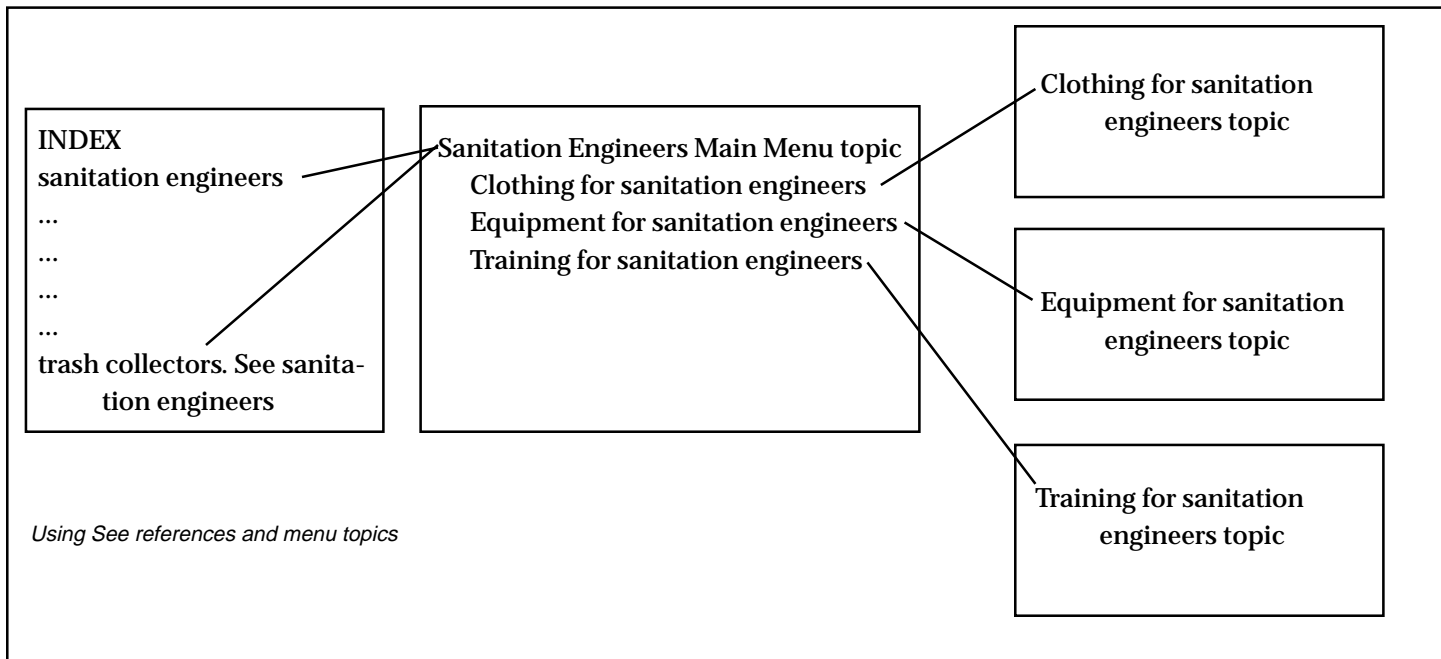 INDEX
sanitation engineers
...
...
...
...
trash collectors. See sanita-
tion engineers
Sanitation Engineers Main Menu topic
Clothing for sanitation engineers
Equipment for sanitation engineers
Training for sanitation engineers
Clothing for sanitation
engineers topic
Equipment for sanitation
engineers topic
Training for sanitation
engineers topic
Using See references and menu topics